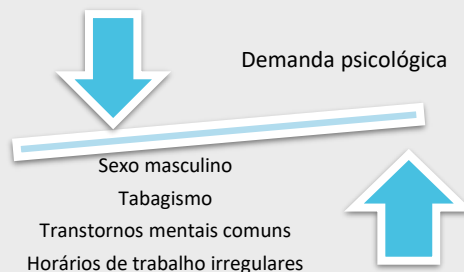 Demanda psicológica
Sexo masculino
Tabagismo
Transtornos mentais comuns
Horários de trabalho irregulares